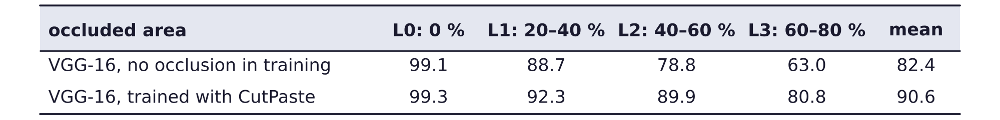 occluded area L0: 0 % L1: 20–40 % L2: 40–60 % L3: 60–80 % mean
VGG-16, no occlusion in training 99.1 88.7 78.8 63.0 82.4
VGG-16, trained with CutPaste 99.3 92.3 89.9 80.8 90.6